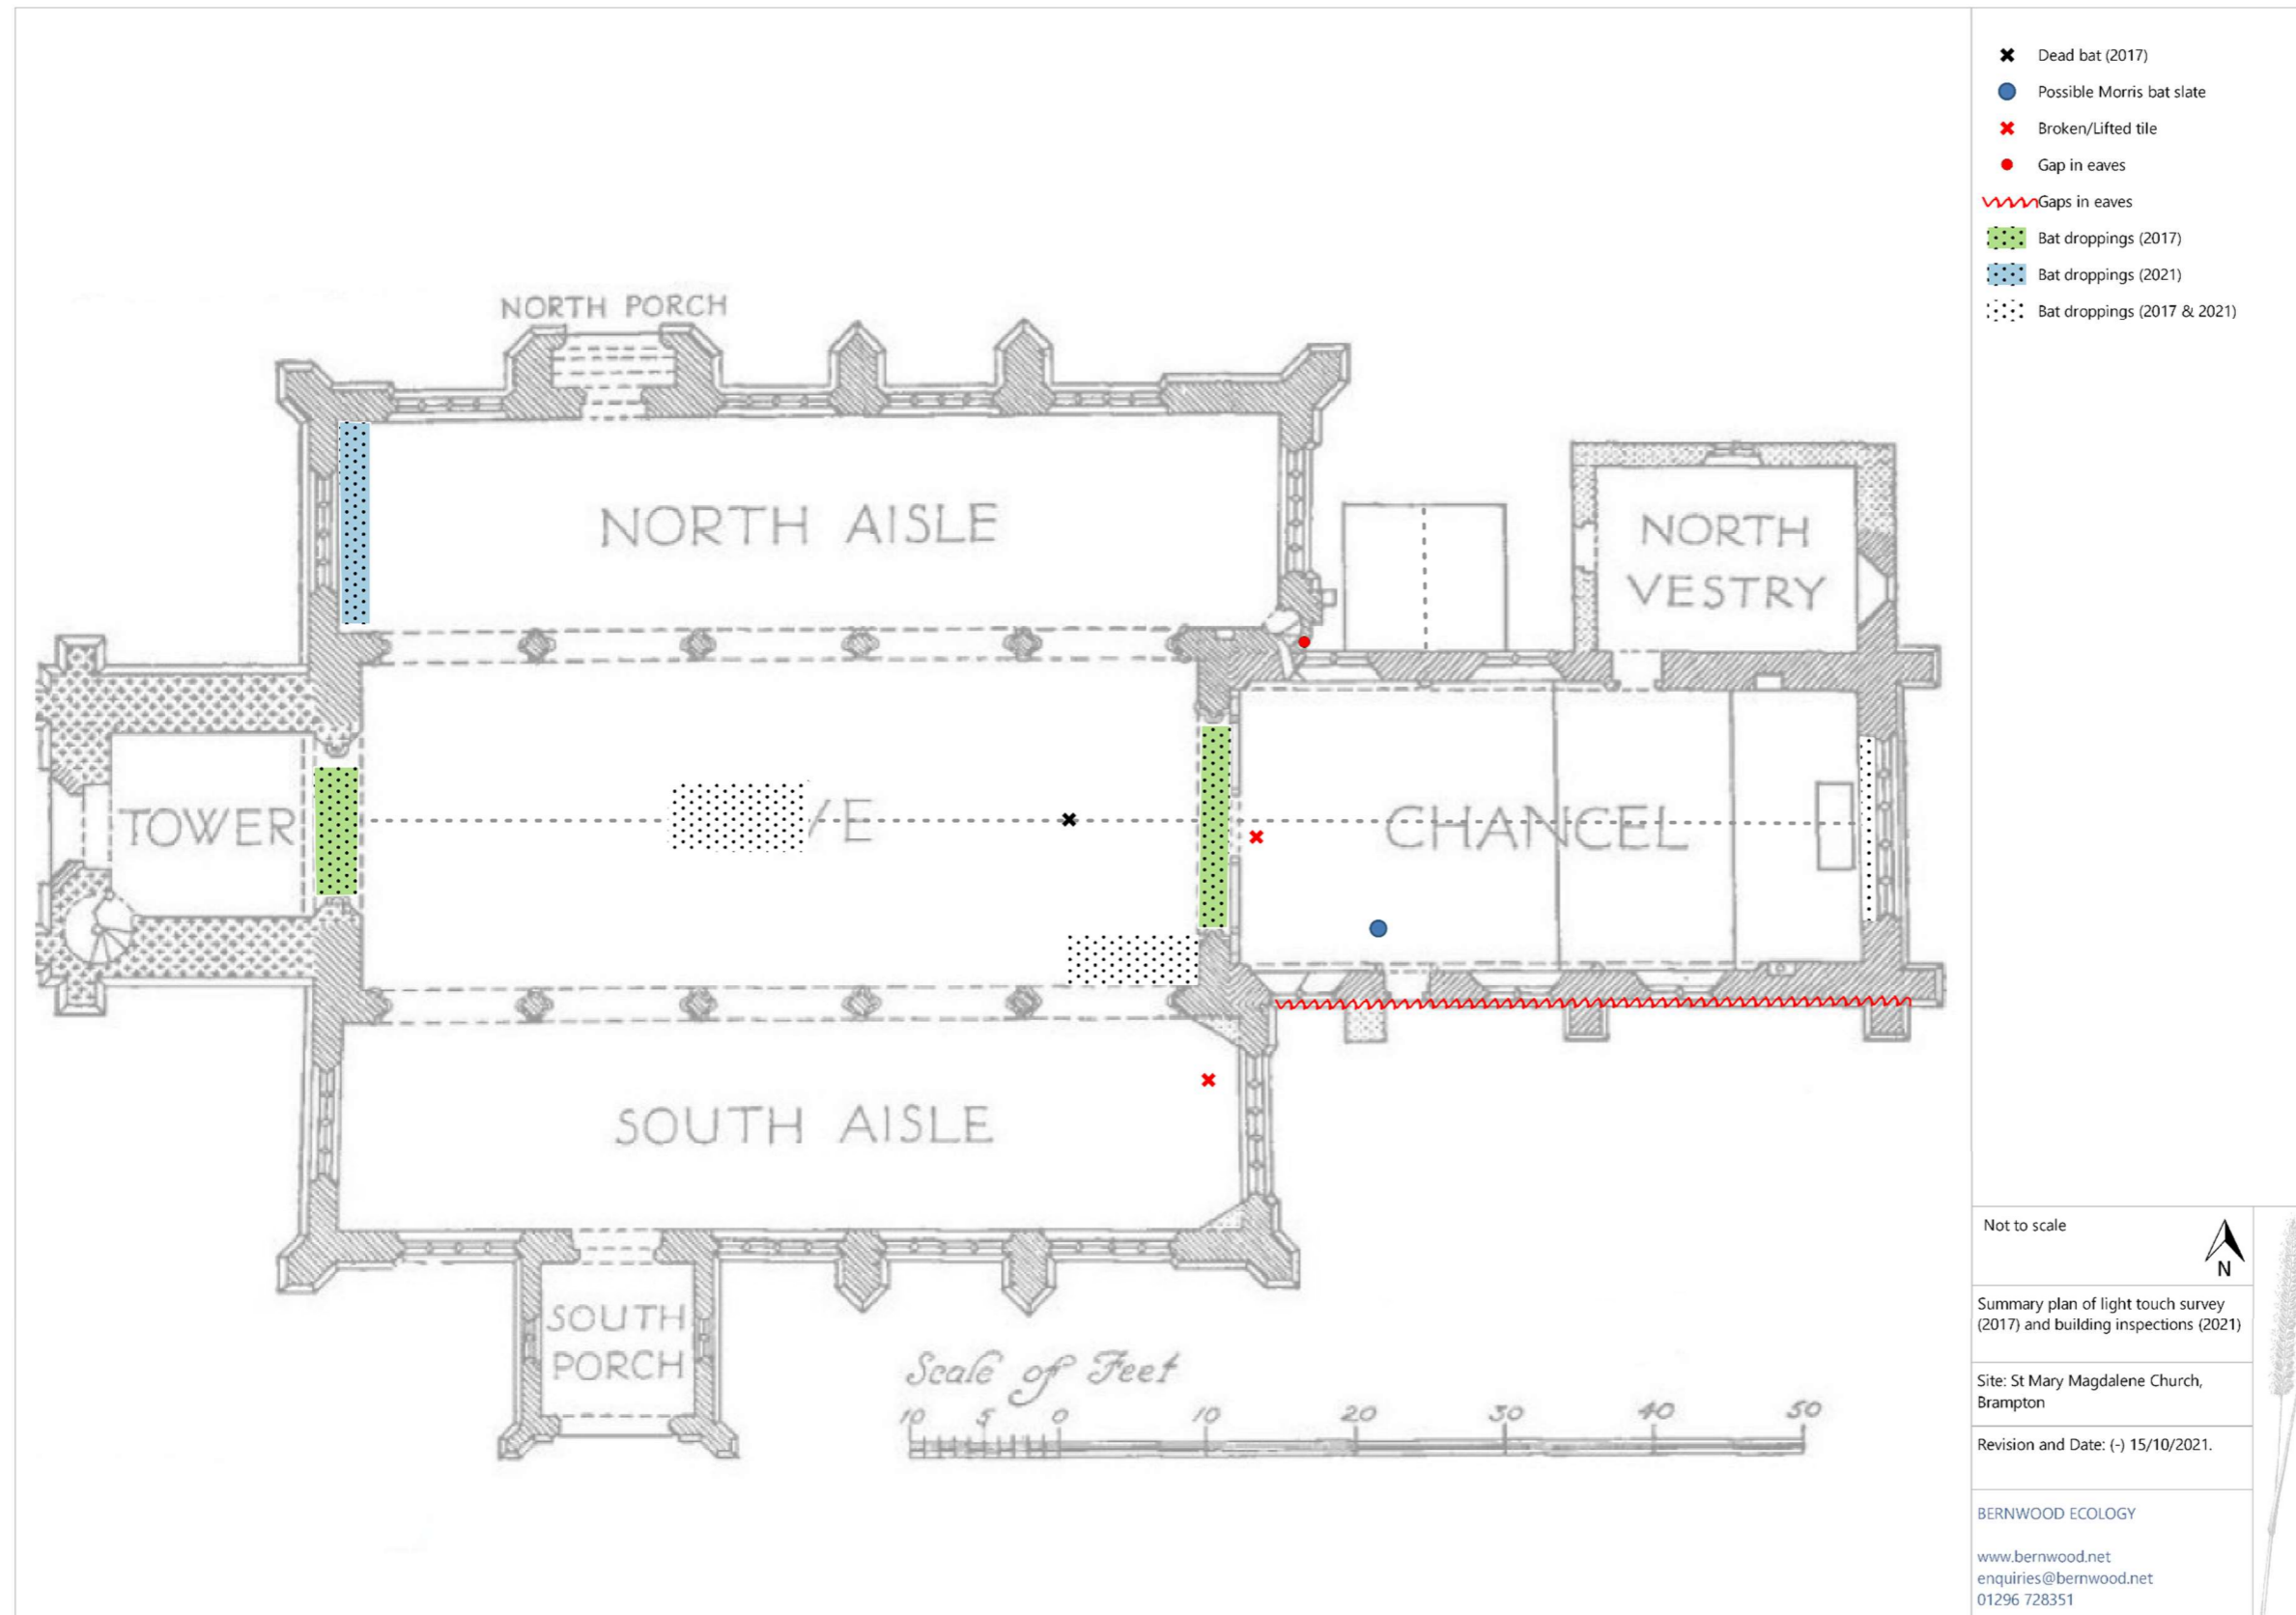 Dead bat (2017)
Possible Morris bat slate
Broken/Lifted tile
Gap in eaves
Gaps in eaves
Bat droppings (2017)
Bat droppings (2021)
Bat droppings (2017 & 2021)
NORTH PORCH
NORTH AISLE
NORTH
VESTRY
TOWER
VE
CHANCEL
SOUTH AISLE
SOUTH
PORCH
Scale of Feet
10 5 0 10 20 30 40 50
Not to scale
N
Summary plan of light touch survey
(2017) and building inspections (2021)
Site: St Mary Magdalene Church,
Brampton
Revision and Date: (-) 15/10/2021.
BERNWOOD ECOLOGY
www.bernwood.net
enquiries@bernwood.net
01296 728351